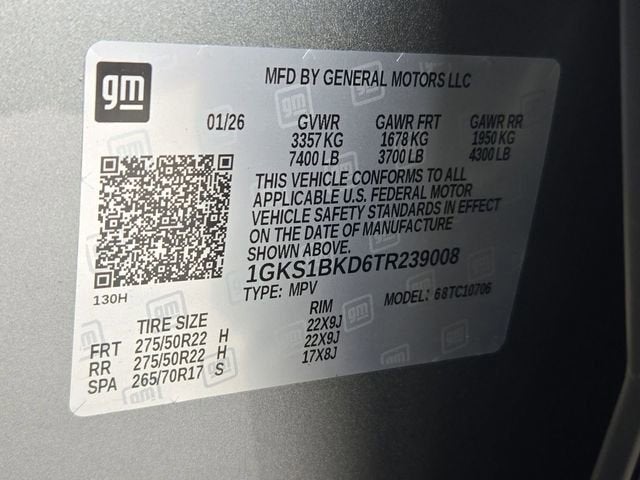 gm
MFD BY GENERAL MOTORS LLC
01/26 GVWR GAWR FRT GAWR RR
3357 KG 1678 KG 1950 KG
7400 LB 3700 LB 4300 LB
THIS VEHICLE CONFORMS TO ALL
APPLICABLE U.S. FEDERAL MOTOR
VEHICLE SAFETY STANDARDS IN EFFECT
ON THE DATE OF MANUFACTURE
SHOWN ABOVE.
1GKS1BKD6TR239008
130H
TYPE: MPV MODEL: 68TC10706
TIRE SIZE RIM
FRT 275/50R22 H 22X9J
RR 275/50R22 H 22X9J
SPA 265/70R17 S 17X8J